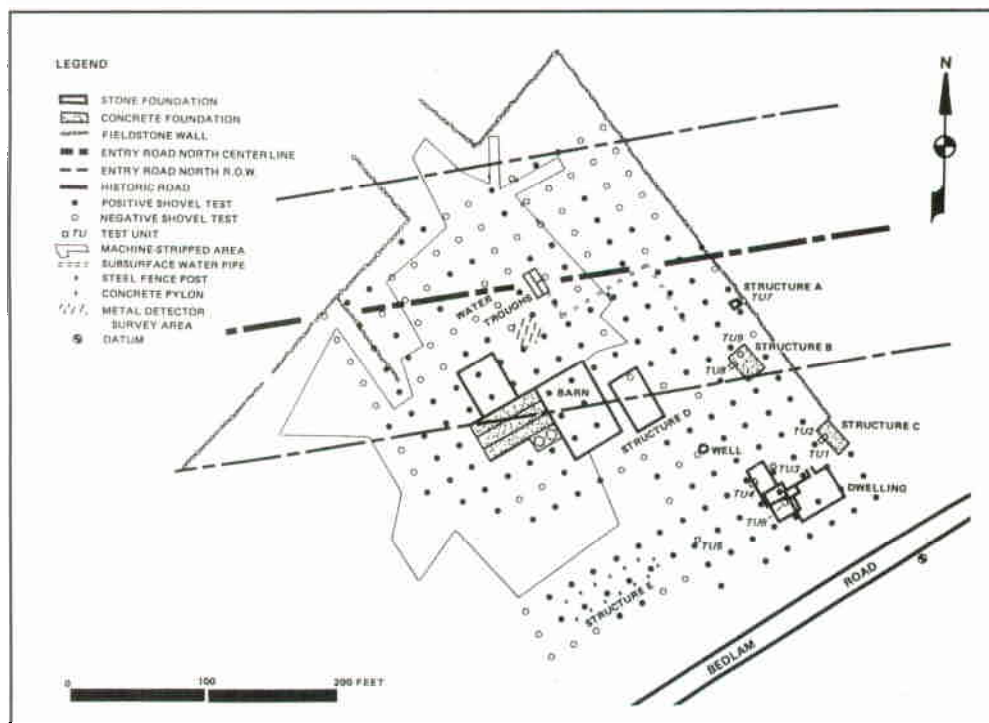 LEGEND
STONE FOUNDATION
CONCRETE FOUNDATION
FIELDSTONE WALL
ENTRY ROAD NORTH CENTER LINE
ENTRY ROAD NORTH R.O.W.
HISTORIC ROAD
POSITIVE SHOVEL TEST
NEGATIVE SHOVEL TEST
TU TEST UNIT
MACHINE-STRIPPED AREA
SUBSURFACE WATER PIPE
STEEL FENCE POST
CONCRETE PYLON
METAL DETECTOR
SURVEY AREA
DATUM
N
WATER
TROUGHS
STRUCTURE A
TU7
TU9
STRUCTURE B
TU8
BARN
STRUCTURE D
STRUCTURE C
TU2
TU1
WELL
TU3
TU4
DWELLING
TU5
STRUCTURE E
BEDLAM ROAD
0 100 200 FEET